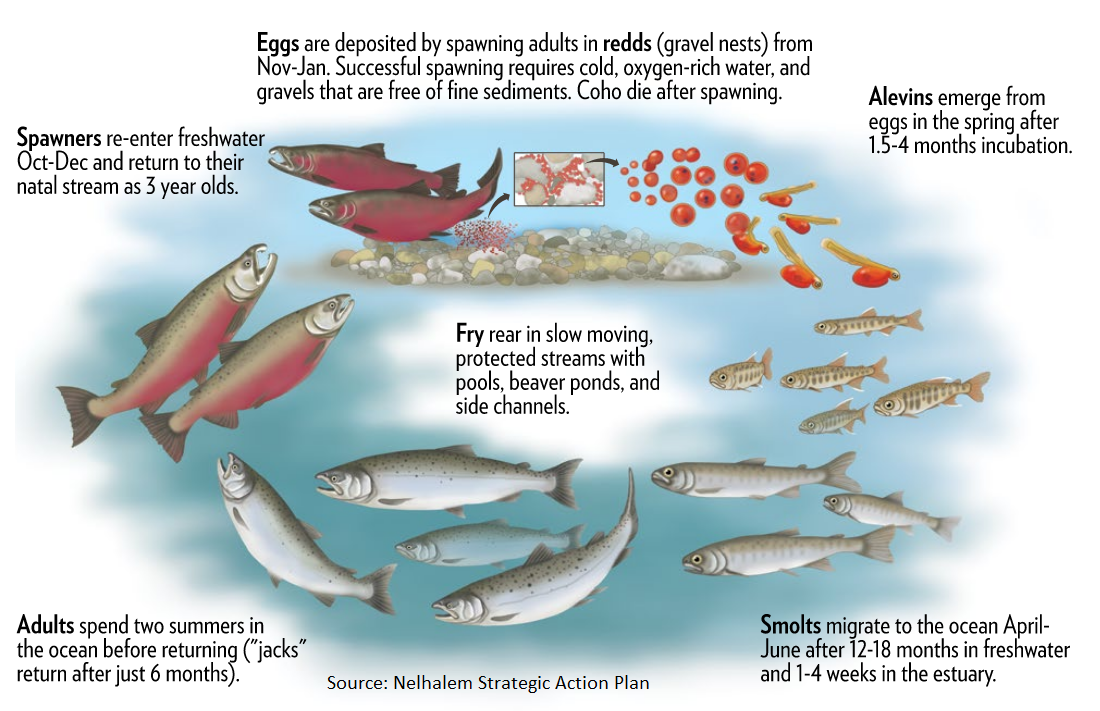 Eggs are deposited by spawning adults in redds (gravel nests) from
Nov-Jan. Successful spawning requires cold, oxygen-rich water, and
gravels that are free of fine sediments. Coho die after spawning.
Alevins emerge from
eggs in the spring after
1.5-4 months incubation.
Spawners re-enter freshwater
Oct-Dec and return to their
natal stream as 3 year olds.
Fry rear in slow moving,
protected streams with
pools, beaver ponds, and
side channels.
Adults spend two summers in
the ocean before returning ("jacks"
return after just 6 months).
Smolts migrate to the ocean April-
June after 12-18 months in freshwater
and 1-4 weeks in the estuary.
Source: Nelhalem Strategic Action Plan